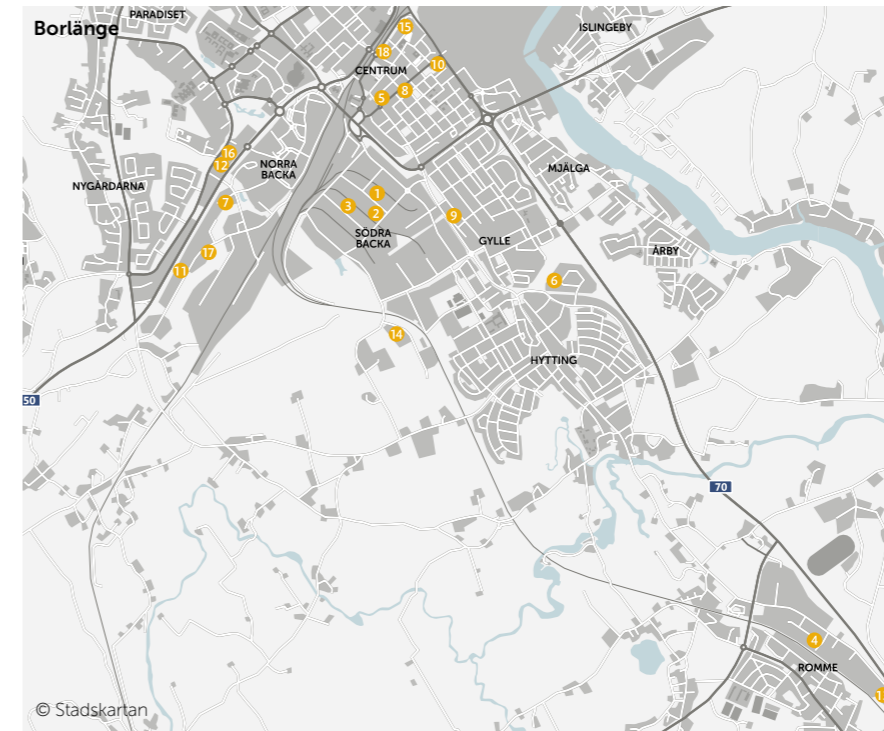 PARADISET
Borlänge
ISLINGEBY
15
18
CENTRUM
10
8
5
MJÄLGA
16
12
NORRA
BACKA
NYGÅRDARNA
1
3
2
7
9
SÖDRA
BACKA
GYLLE
ÅRBY
17
11
6
14
HYTTING
50
70
4
ROMME
© Stadskartan